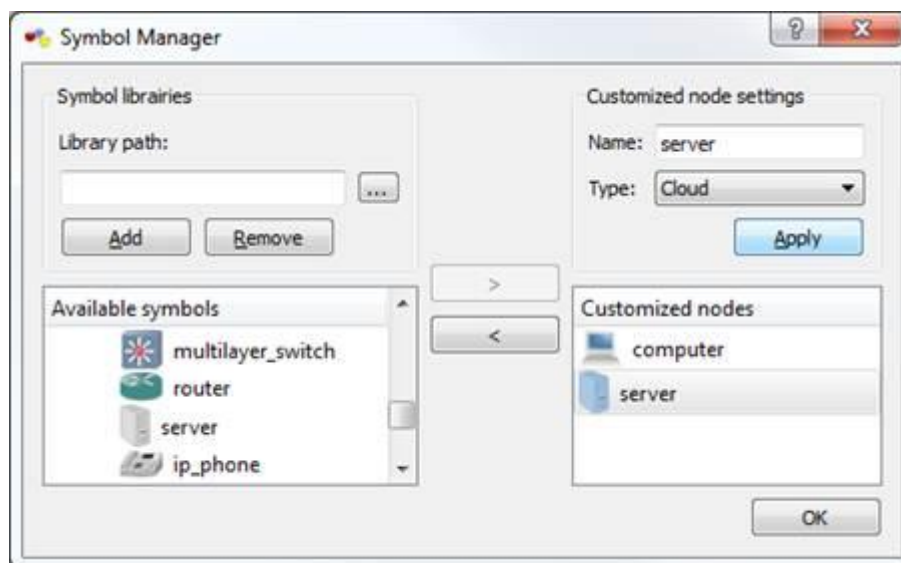 Symbol Manager
?
X
Symbol librairies
Library path:
...
Add
Remove
Available symbols
multilayer_switch
router
server
ip_phone
>
<
Customized node settings
Name: server
Type: Cloud
Apply
Customized nodes
computer
server
OK